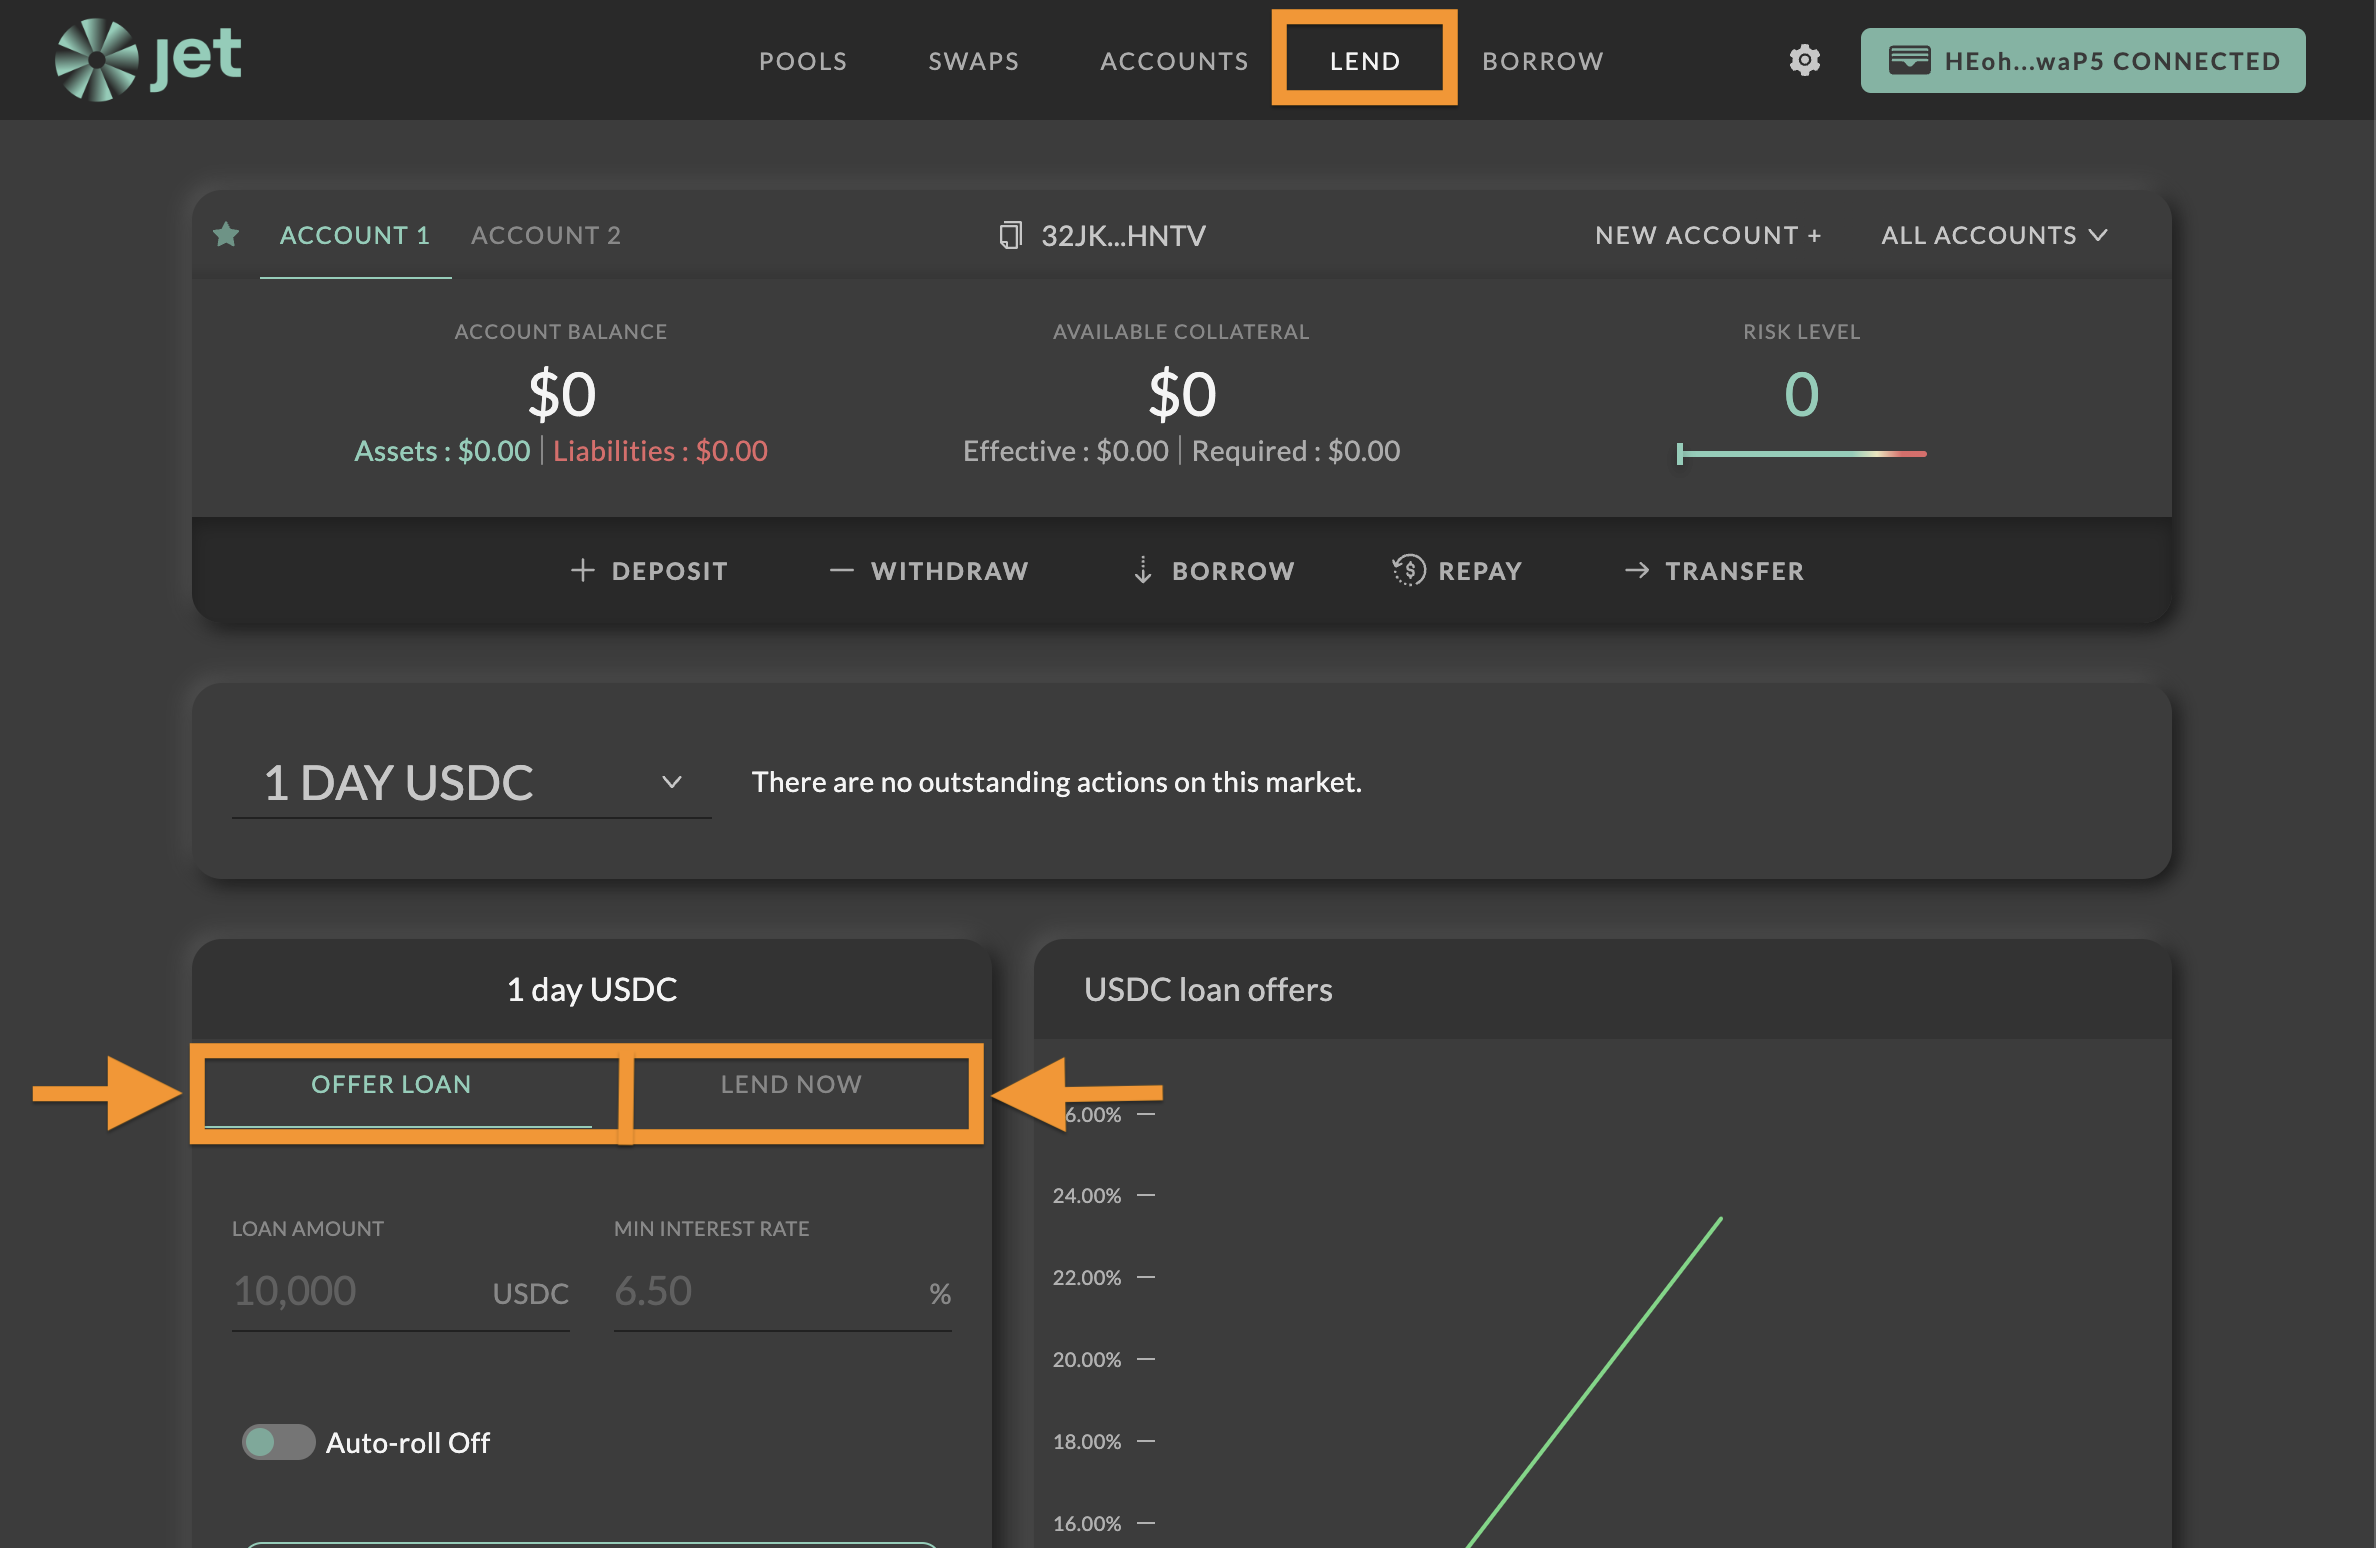 jet
POOLS SWAPS ACCOUNTS LEND BORROW HEoh...waP5 CONNECTED
ACCOUNT 1 ACCOUNT 2 32JK...HNTV NEW ACCOUNT + ALL ACCOUNTS
ACCOUNT BALANCE AVAILABLE COLLATERAL RISK LEVEL
$0 $0 0
Assets : $0.00 | Liabilities : $0.00 Effective : $0.00 | Required : $0.00
DEPOSIT WITHDRAW BORROW REPAY TRANSFER
1 DAY USDC There are no outstanding actions on this market.
1 day USDC
OFFER LOAN LEND NOW
LOAN AMOUNT MIN INTEREST RATE
10,000 USDC 6.50 %
Auto-roll Off
USDC loan offers
6.00%
24.00%
22.00%
20.00%
18.00%
16.00%